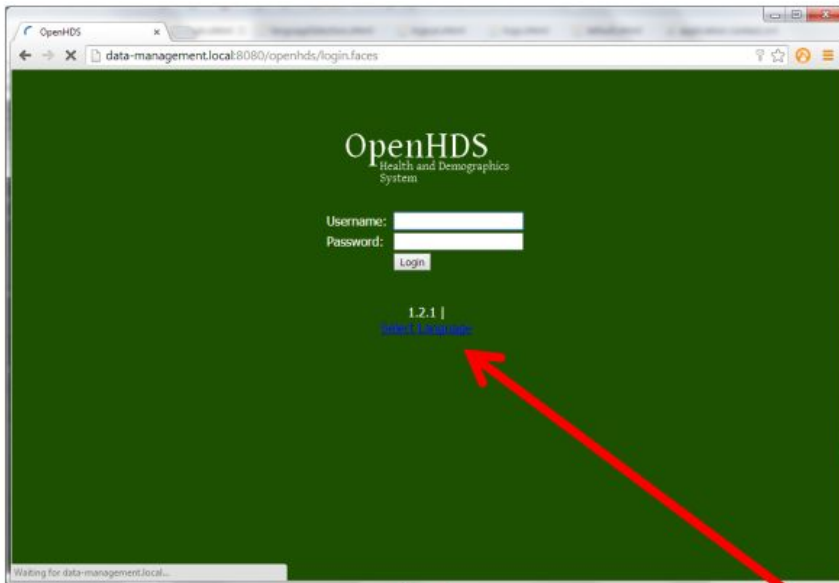 OpenHDS
data-management.local:8080/openhds/login.faces
OpenHDS
Health and Demographics
System
Username:
Password:
Login
1.2.1 |
Select Language
Waiting for data-management.local...